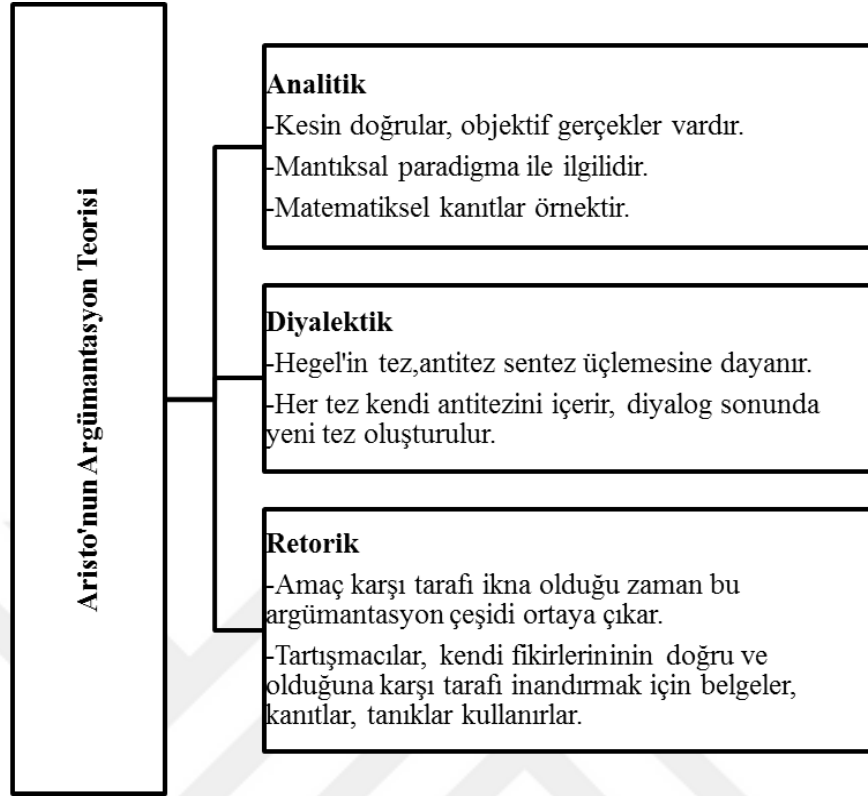 Aristo'nun Argümantasyon Teorisi
Analitik
-Kesin doğrular, objektif gerçekler vardır.
-Mantıksal paradigma ile ilgilidir.
-Matematiksel kanıtlar örnektir.
Diyalektik
-Hegel'in tez,antitez sentez üçlemesine dayanır.
-Her tez kendi antitezini içerir, diyalog sonunda
yeni tez oluşturulur.
Retorik
-Amaç karşı tarafı ikna olduğu zaman bu
argümantasyon çeşidi ortaya çıkar.
-Tartışmacılar, kendi fikirlerininin doğru ve
olduğuna karşı tarafı inandırmak için belgeler,
kanıtlar, tanıklar kullanırlar.